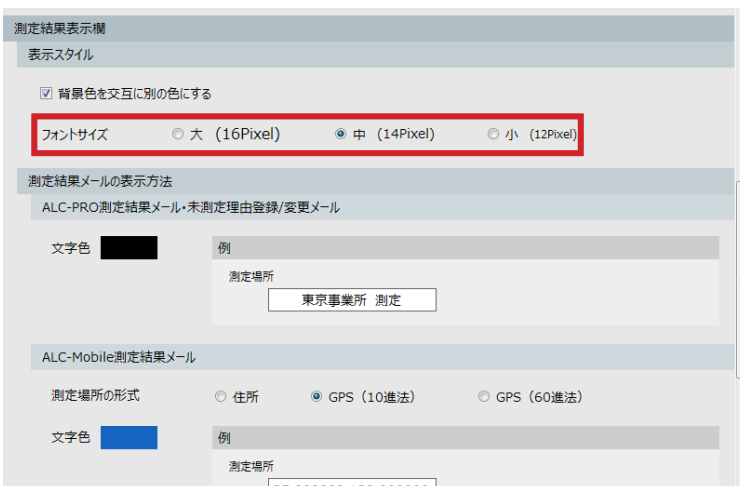 測定結果表示欄
表示スタイル
背景色を交互に別の色にする
フォントサイズ 大 (16Pixel) 中 (14Pixel) 小 (12Pixel)
測定結果メールの表示方法
ALC-PRO測定結果メール・未測定理由登録/変更メール
文字色 例
測定場所
東京事業所 測定
ALC-Mobile測定結果メール
測定場所の形式 住所 GPS（10進法） GPS（60進法）
文字色 例
測定場所